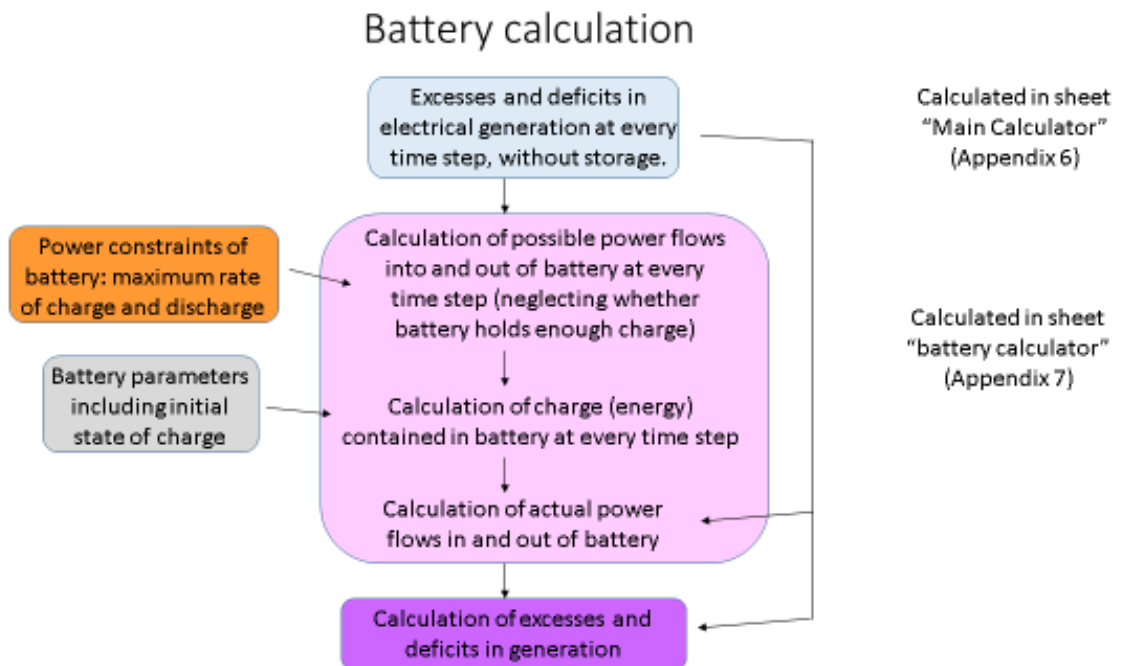 Battery calculation
Excesses and deficits in
electrical generation at every
time step, without storage.
Calculated in sheet
“Main Calculator”
(Appendix 6)
Power constraints of
battery: maximum rate
of charge and discharge
Calculation of possible power flows
into and out of battery at every
time step (neglecting whether
battery holds enough charge)
Calculated in sheet
“battery calculator”
(Appendix 7)
Battery parameters
including initial
state of charge
Calculation of charge (energy)
contained in battery at every time step
Calculation of actual power
flows in and out of battery
Calculation of excesses and
deficits in generation